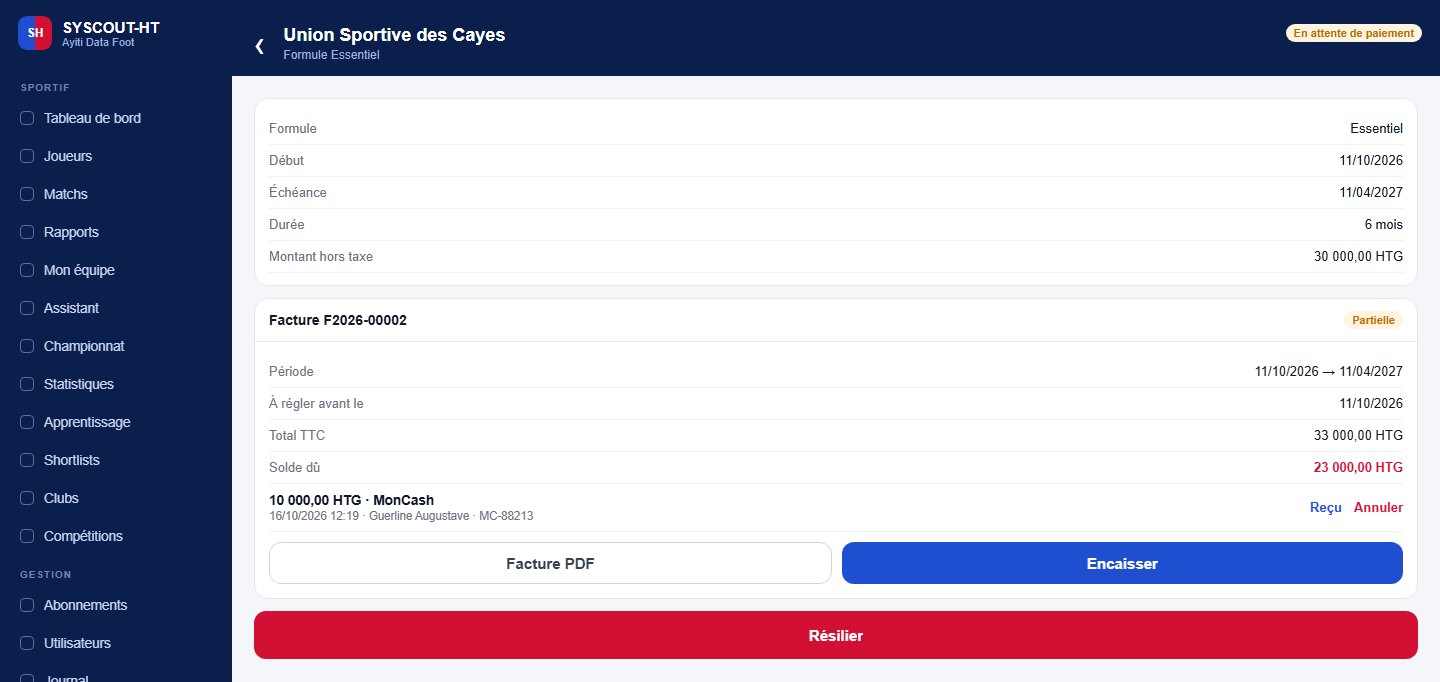 SH
SYSCOUT-HT
Ayiti Data Foot
SPORTIF
Tableau de bord
Joueurs
Matchs
Rapports
Mon équipe
Assistant
Championnat
Statistiques
Apprentissage
Shortlists
Clubs
Compétitions
GESTION
Abonnements
Utilisateurs
Journal
❮
Union Sportive des Cayes
Formule Essentiel
En attente de paiement
Formule Essentiel
Début 11/10/2026
Échéance 11/04/2027
Durée 6 mois
Montant hors taxe 30 000,00 HTG
Facture F2026-00002 Partielle
Période 11/10/2026 → 11/04/2027
À régler avant le 11/10/2026
Total TTC 33 000,00 HTG
Solde dû 23 000,00 HTG
10 000,00 HTG · MonCash
16/10/2026 12:19 · Guerline Augustave · MC-88213
Reçu Annuler
Facture PDF Encaisser
Résilier